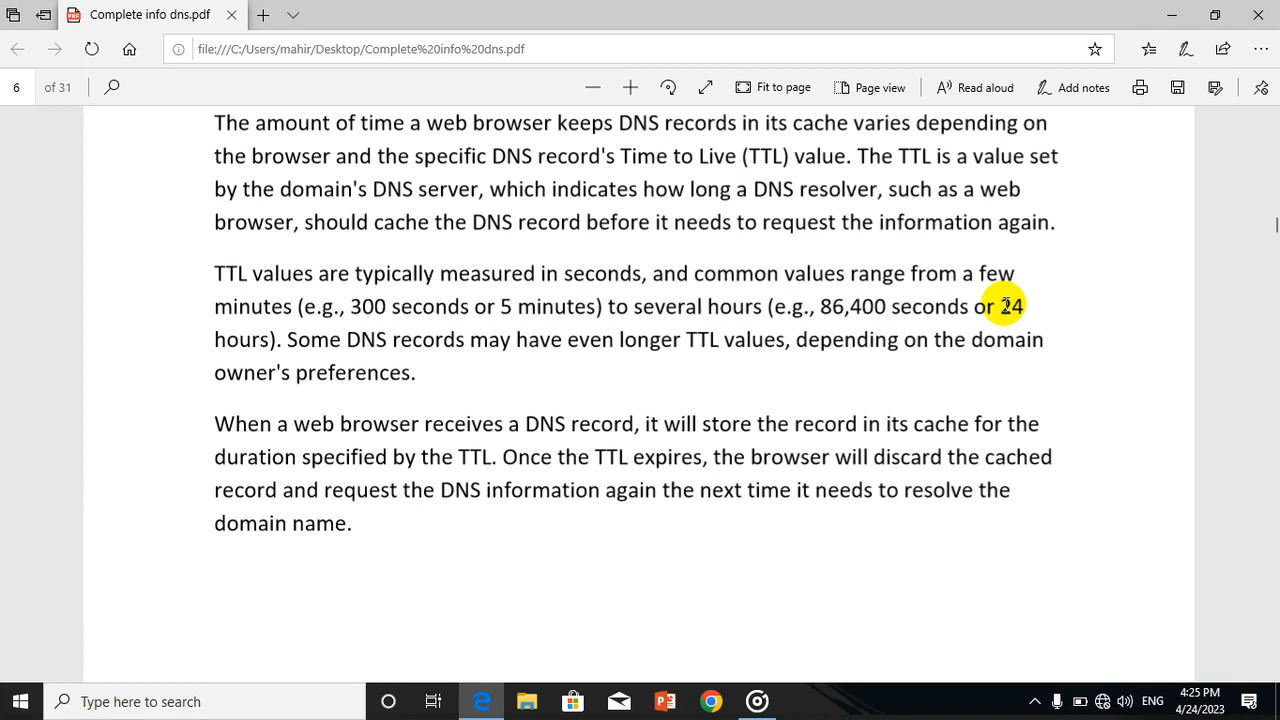 Complete info dns.pdf
file:///C:/Users/mahir/Desktop/Complete%20info%20dns.pdf
6 of 31 Fit to page Page view Read aloud Add notes
The amount of time a web browser keeps DNS records in its cache varies depending on
the browser and the specific DNS record's Time to Live (TTL) value. The TTL is a value set
by the domain's DNS server, which indicates how long a DNS resolver, such as a web
browser, should cache the DNS record before it needs to request the information again.
TTL values are typically measured in seconds, and common values range from a few
minutes (e.g., 300 seconds or 5 minutes) to several hours (e.g., 86,400 seconds or 24
hours). Some DNS records may have even longer TTL values, depending on the domain
owner's preferences.
When a web browser receives a DNS record, it will store the record in its cache for the
duration specified by the TTL. Once the TTL expires, the browser will discard the cached
record and request the DNS information again the next time it needs to resolve the
domain name.
Type here to search
ENG
4:25 PM
4/24/2023